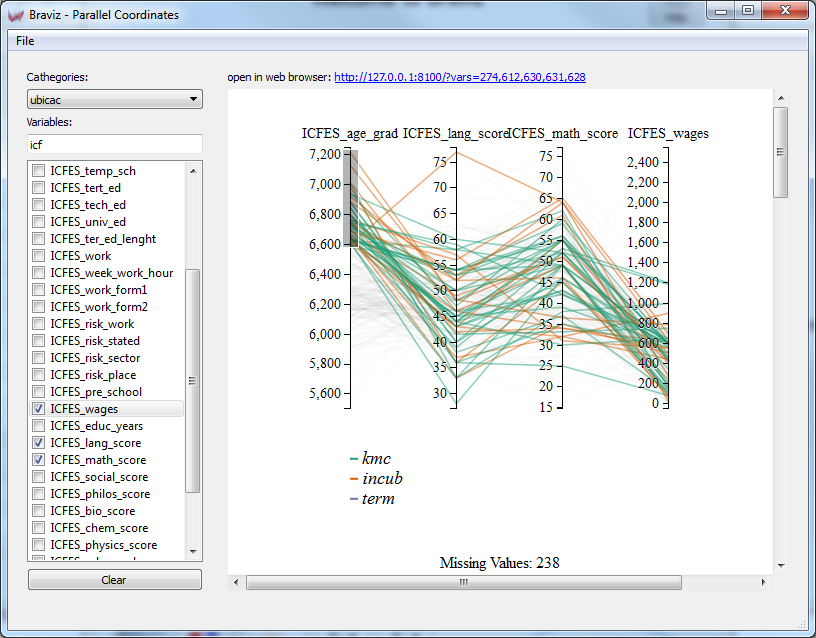 Braviz - Parallel Coordinates
File
Cathegories:
ubicac
Variables:
icf
ICFES_temp_sch
ICFES_tert_ed
ICFES_tech_ed
ICFES_univ_ed
ICFES_ter_ed_lenght
ICFES_work
ICFES_week_work_hour
ICFES_work_form1
ICFES_work_form2
ICFES_risk_work
ICFES_risk_stated
ICFES_risk_sector
ICFES_risk_place
ICFES_pre_school
ICFES_wages
ICFES_educ_years
ICFES_lang_score
ICFES_math_score
ICFES_social_score
ICFES_philos_score
ICFES_bio_score
ICFES_chem_score
ICFES_physics_score
Clear
open in web browser: http://127.0.0.1:8100/?vars=274,612,630,631,628
ICFES_age_grad ICFES_lang_score ICFES_math_score ICFES_wages
7,200
7,000
6,800
6,600
6,400
6,200
6,000
5,800
5,600
75
70
65
60
55
50
45
40
35
30
75
70
65
60
55
50
45
40
35
30
25
20
15
2,400
2,200
2,000
1,800
1,600
1,400
1,200
1,000
800
600
400
200
0
kmc
incub
term
Missing Values: 238